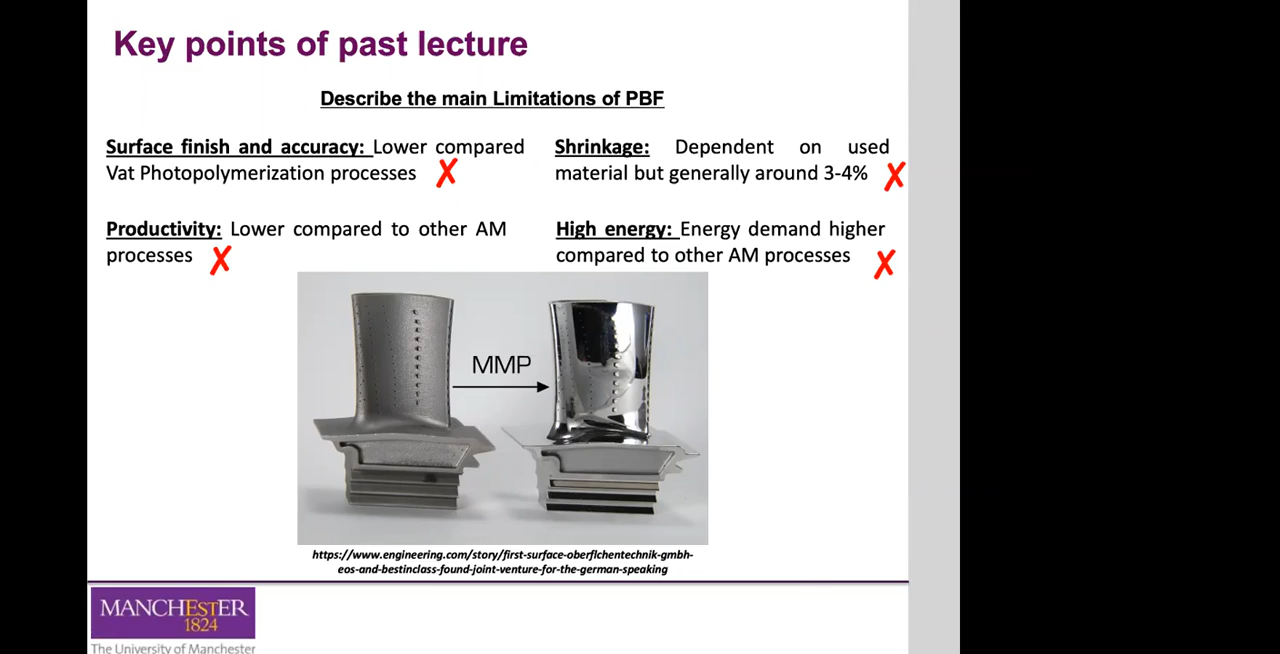 Key points of past lecture
Describe the main Limitations of PBF
Surface finish and accuracy: Lower compared
Vat Photopolymerization processes
Shrinkage: Dependent on used
material but generally around 3-4%
Productivity: Lower compared to other AM
processes
High energy: Energy demand higher
compared to other AM processes
MMP
https://www.engineering.com/story/first-surface-oberflchentechnik-gmbh-
eos-and-bestinclass-found-joint-venture-for-the-german-speaking
MANCHESTER
1824
The University of Manchester